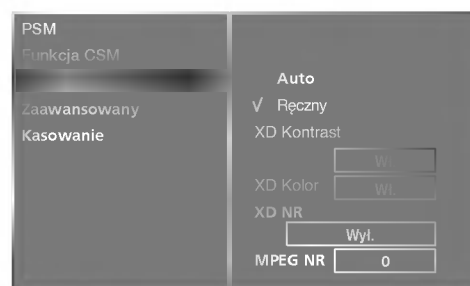 PSM
Funkcja CSM
Zaawansowany
Kasowanie
Auto
√ Ręczny
XD Kontrast
Wł.
XD Kolor Wł.
XD NR
Wył.
MPEG NR 0